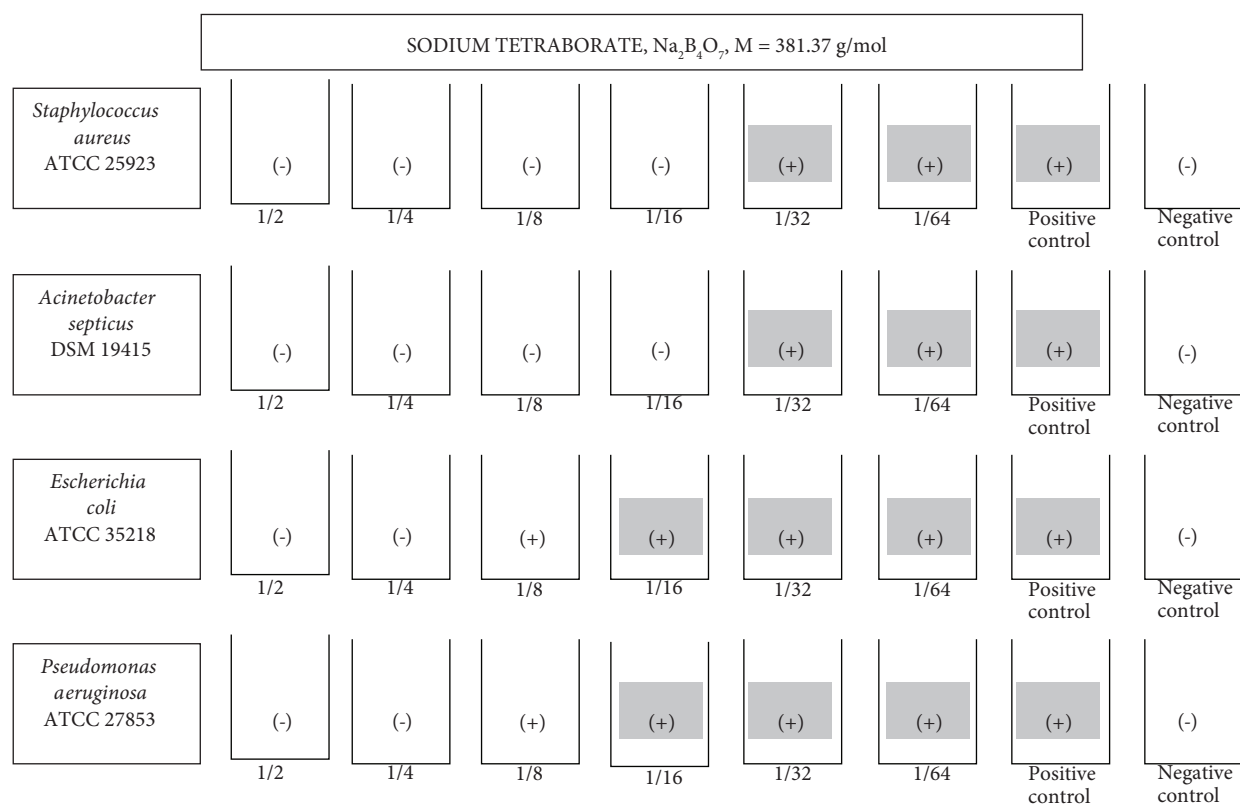 SODIUM TETRABORATE, Na₂B₄O₇, M = 381.37 g/mol
Staphylococcus
aureus
ATCC 25923
(-) (-) (-) (-) (+) (+) (+) (-)
1/2 1/4 1/8 1/16 1/32 1/64 Positive control Negative control
Acinetobacter
septicus
DSM 19415
(-) (-) (-) (-) (+) (+) (+) (-)
1/2 1/4 1/8 1/16 1/32 1/64 Positive control Negative control
Escherichia
coli
ATCC 35218
(-) (-) (+) (+) (+) (+) (+) (-)
1/2 1/4 1/8 1/16 1/32 1/64 Positive control Negative control
Pseudomonas
aeruginosa
ATCC 27853
(-) (-) (+) (+) (+) (+) (+) (-)
1/2 1/4 1/8 1/16 1/32 1/64 Positive control Negative control